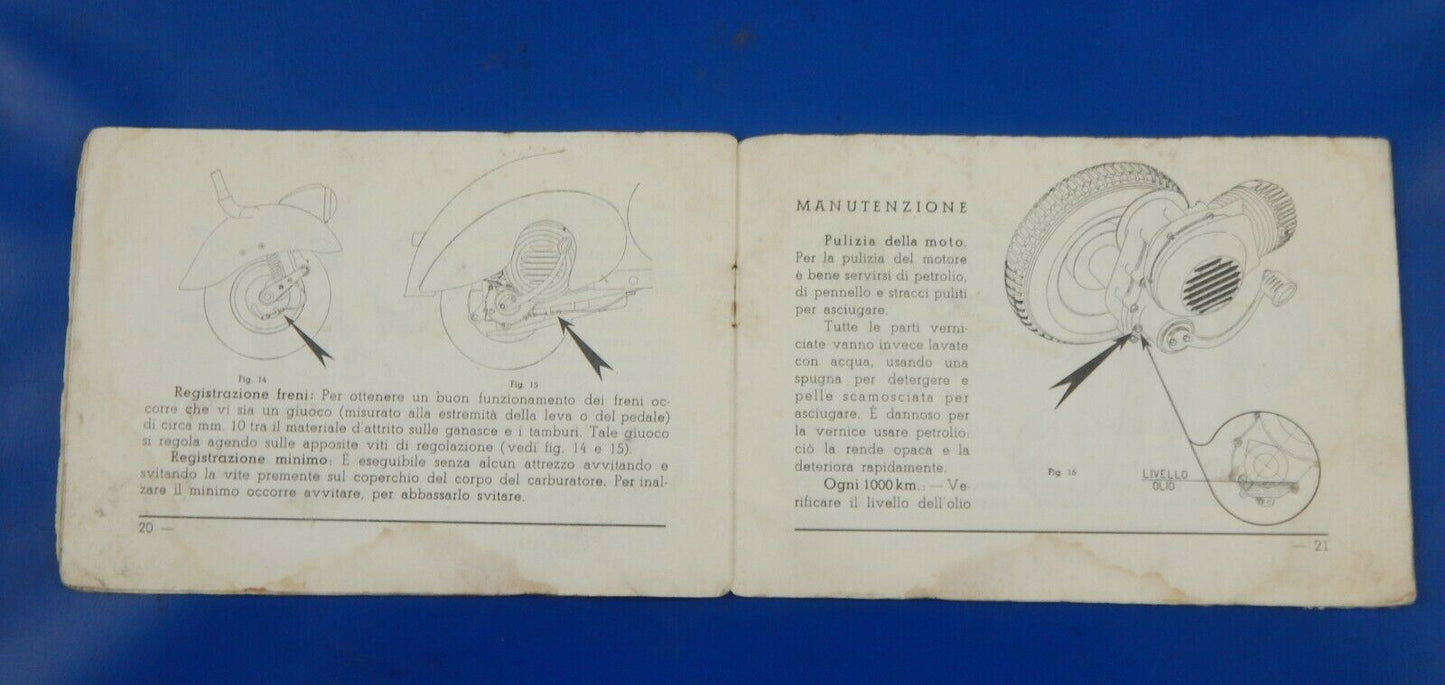 Fig. 14
Fig. 15
Registrazione freni: Per ottenere un buon funzionamento dei freni oc-
corre che vi sia un giuoco (misurato alla estremità della leva o del pedale)
di circa mm. 10 tra il materiale d'attrito sulle ganasce e i tamburi. Tale giuoco
si regola agendo sulle apposite viti di regolazione (vedi fig. 14 e 15).
Registrazione minimo: È eseguibile senza alcun attrezzo avvitando e
svitando la vite premente sul coperchio del corpo del carburatore. Per inal-
zare il minimo occorre avvitare, per abbassarlo svitare.
20 —
MANUTENZIONE
Pulizia della moto.
Per la pulizia del motore
è bene servirsi di petrolio,
di pennello e stracci puliti
per asciugare.
Tutte le parti verni-
ciate vanno invece lavate
con acqua, usando una
spugna per detergere e
pelle scamosciata per
asciugare. È dannoso per
la vernice usare petrolio:
ciò la rende opaca e la
deteriora rapidamente.
Ogni 1000 km.: — Ve-
rificare il livello dell'olio
Fig. 16
LIVELLO
OLIO
— 21